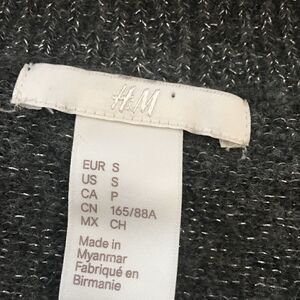 H&M
EUR S
US S
CA P
CN 165/88A
MX CH
Made in
Myanmar
Fabriqué en
Birmanie